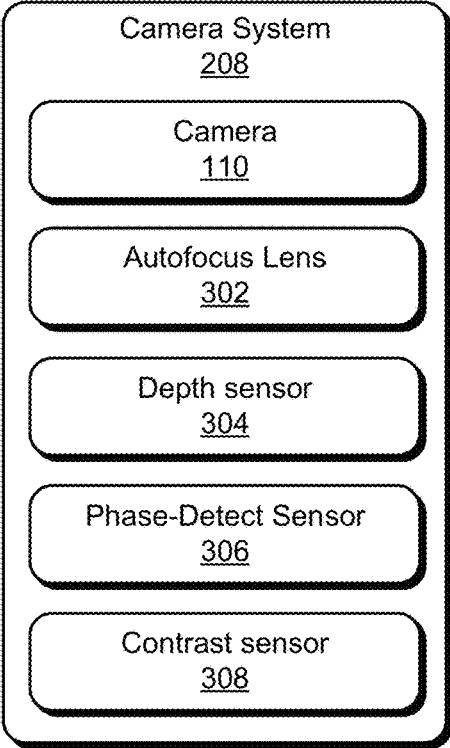 Camera System
208
Camera
110
Autofocus Lens
302
Depth sensor
304
Phase-Detect Sensor
306
Contrast sensor
308